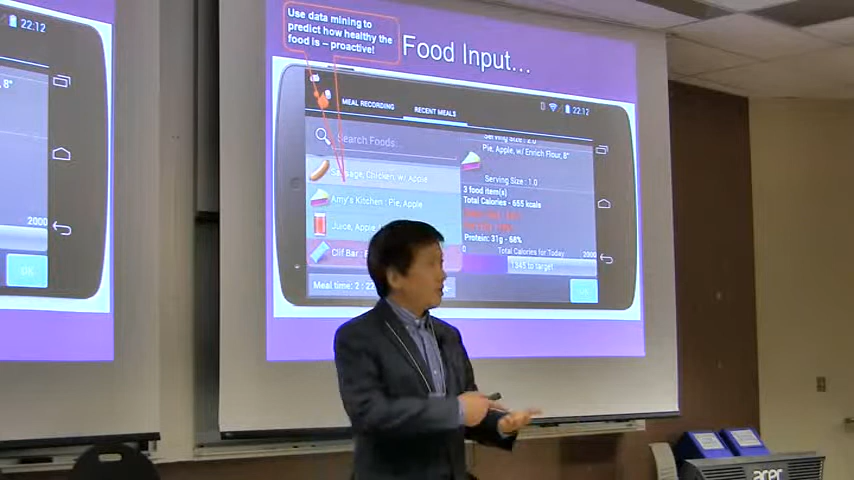 22:12
8"
2000
OK
Use data mining to
predict how healthy the
food is – proactive!
Food Input...
MEAL RECORDING
RECENT MEALS
22:12
Search Foods...
Sausage, Chicken, w/ Apple
Amy's Kitchen : Pie, Apple
Juice, Apple
Clif Bar :
Meal time: 2 : 22
Serving Size : 2.0
Pie, Apple, w/ Enrich Flour, 8"
Serving Size : 1.0
3 food item(s)
Total Calories - 655 kcals
Protein: 31g - 68%
0
Total Calories for Today
2000
1345 to target
acer